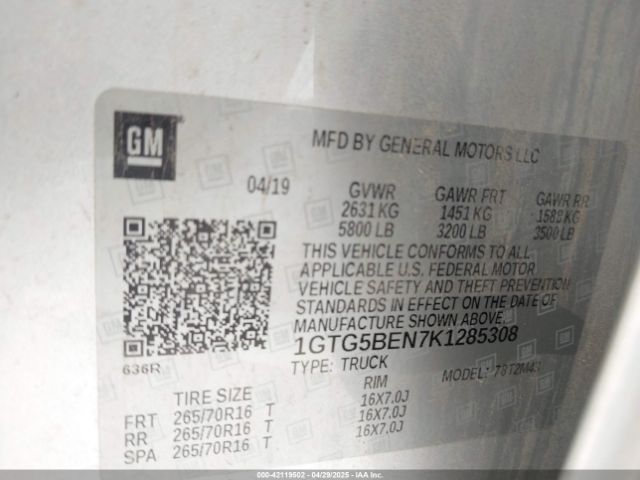 GM
MFD BY GENERAL MOTORS LLC
04/19
GVWR GAWR FRT GAWR RR
2631 KG 1451 KG 1588 KG
5800 LB 3200 LB 3500 LB
THIS VEHICLE CONFORMS TO ALL
APPLICABLE U.S. FEDERAL MOTOR
VEHICLE SAFETY AND THEFT PREVENTION
STANDARDS IN EFFECT ON THE DATE OF
MANUFACTURE SHOWN ABOVE.
1GTG5BEN7K1285308
636R
TYPE: TRUCK MODEL:
TIRE SIZE RIM
FRT 265/70R16 T 16X7.0J
RR 265/70R16 T 16X7.0J
SPA 265/70R16 T 16X7.0J
000-42119502 - 04/29/2025 - IAAI.COM